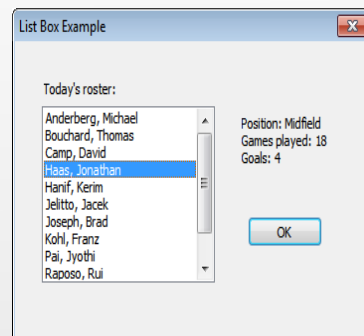 List Box Example
Today's roster:
Anderberg, Michael
Bouchard, Thomas
Camp, David
Haas, Jonathan
Hanif, Kerim
Jelitto, Jacek
Joseph, Brad
Kohl, Franz
Pai, Jyothi
Raposo, Rui
Position: Midfield
Games played: 18
Goals: 4
OK